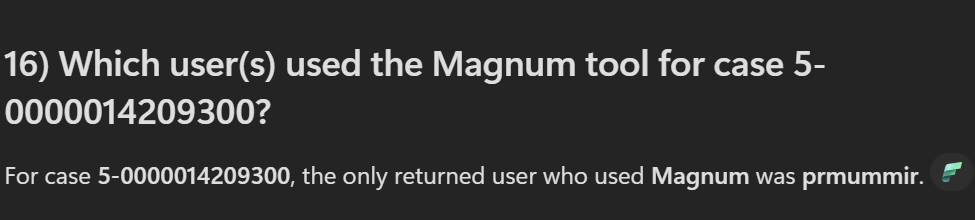 16) Which user(s) used the Magnum tool for case 5-
0000014209300?
For case 5-0000014209300, the only returned user who used Magnum was prmummir.